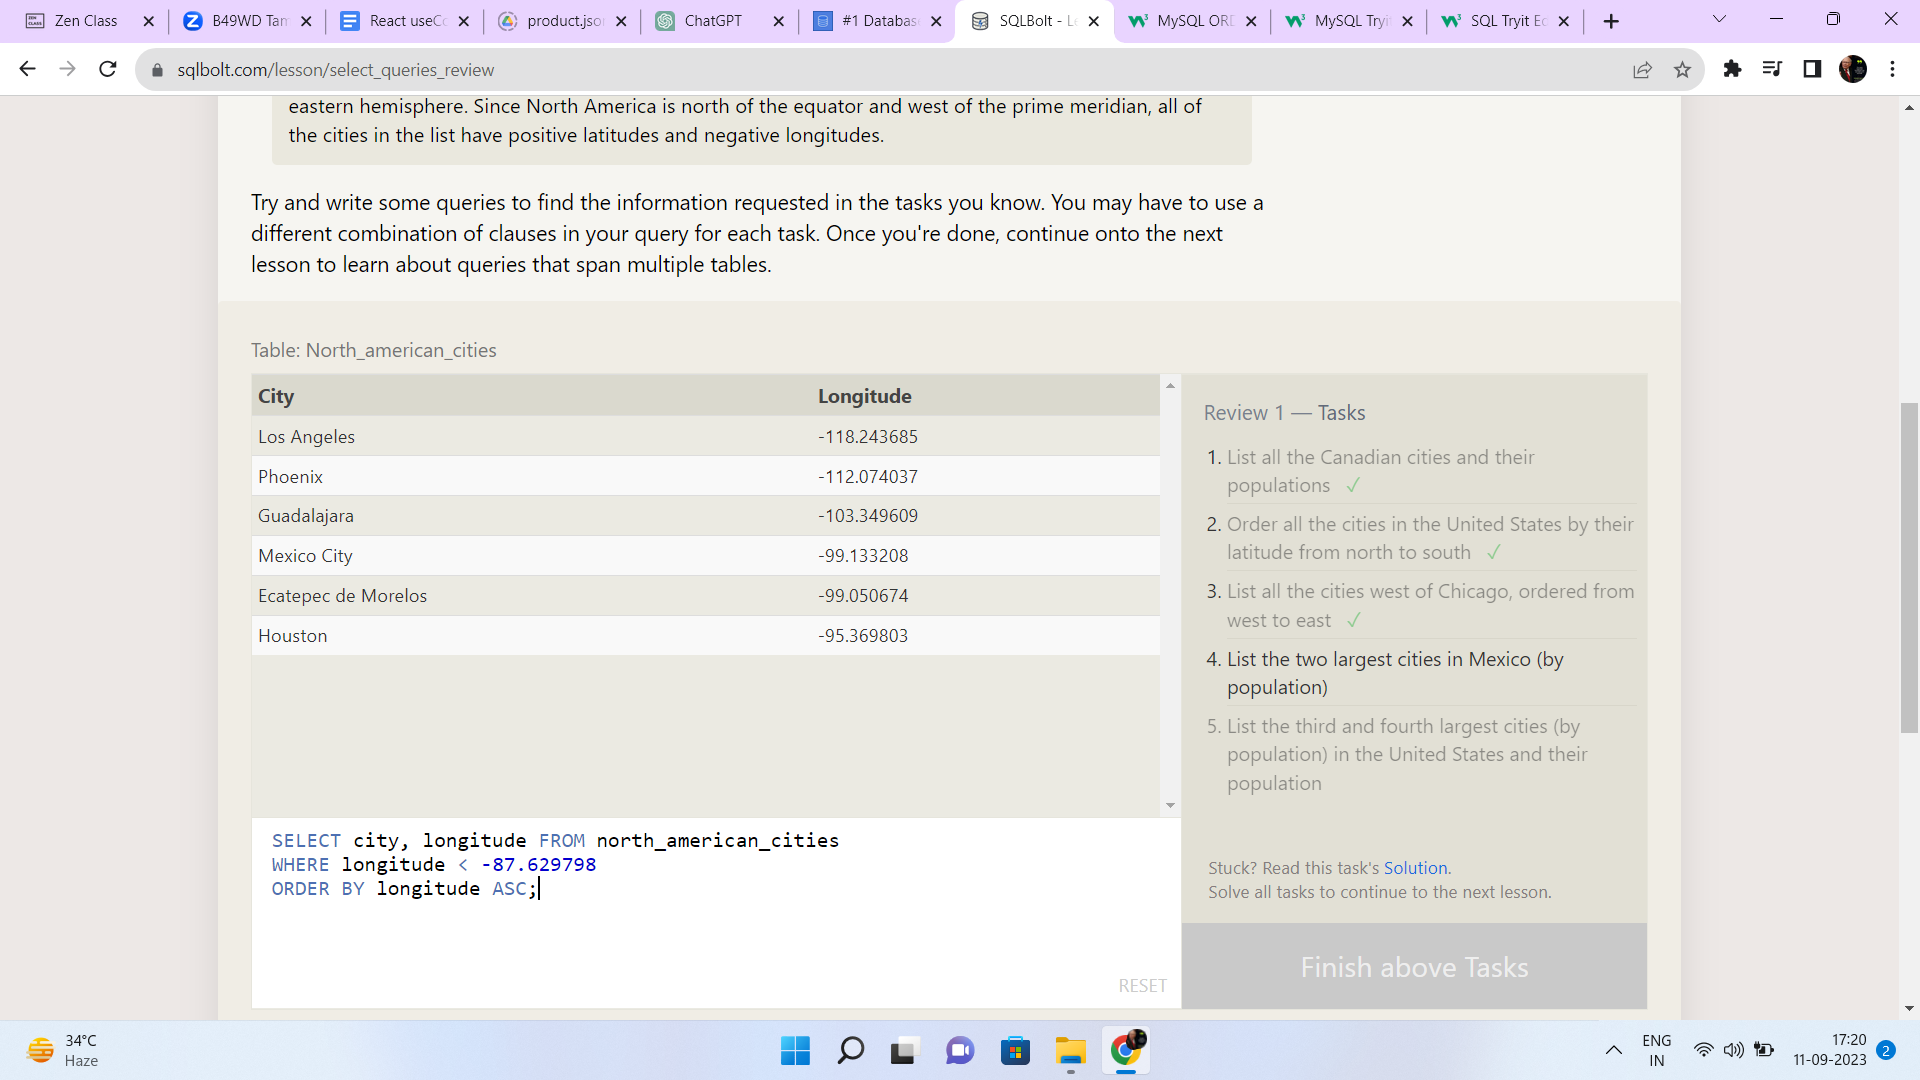 Zen Class
B49WD Tam
React useCo
product.jso
ChatGPT
#1 Databas
SQLBolt - Le
MySQL ORD
MySQL Tryi
SQL Tryit Ed
sqlbolt.com/lesson/select_queries_review
eastern hemisphere. Since North America is north of the equator and west of the prime meridian, all of
the cities in the list have positive latitudes and negative longitudes.
Try and write some queries to find the information requested in the tasks you know. You may have to use a
different combination of clauses in your query for each task. Once you're done, continue onto the next
lesson to learn about queries that span multiple tables.
Table: North_american_cities
City Longitude
Los Angeles -118.243685
Phoenix -112.074037
Guadalajara -103.349609
Mexico City -99.133208
Ecatepec de Morelos -99.050674
Houston -95.369803
SELECT city, longitude FROM north_american_cities
WHERE longitude < -87.629798
ORDER BY longitude ASC;
RESET
Review 1 — Tasks
1. List all the Canadian cities and their
populations ✓
2. Order all the cities in the United States by their
latitude from north to south ✓
3. List all the cities west of Chicago, ordered from
west to east ✓
4. List the two largest cities in Mexico (by
population)
5. List the third and fourth largest cities (by
population) in the United States and their
population
Stuck? Read this task's Solution.
Solve all tasks to continue to the next lesson.
Finish above Tasks
34°C
Haze
ENG
IN
17:20
11-09-2023
2